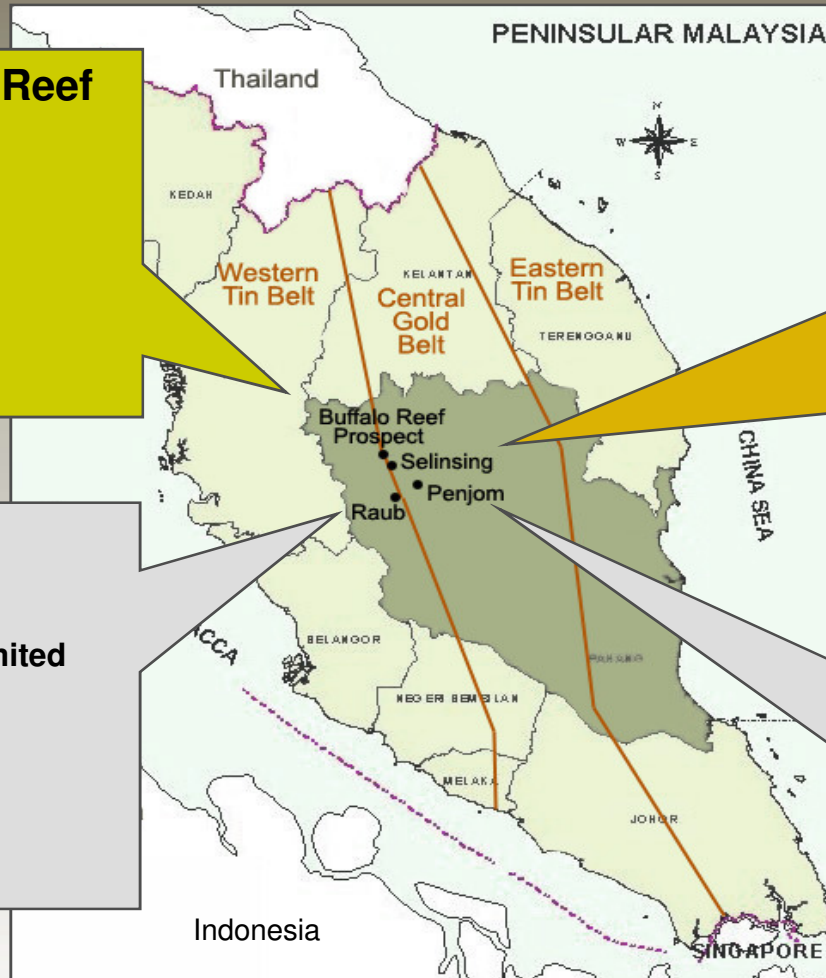 PENINSULAR MALAYSIA
Reef
Thailand
N
W E
S
KEDAH
Western
Tin Belt
KELANTAN
Central
Gold
Belt
Eastern
Tin Belt
TERENGGANU
Buffalo Reef
Prospect
Selinsing
Penjom
Raub
CHINA SEA
nited
ACCA
BELANGOR
PAHANG
NEGERI SEMBILAN
MELAKA
JOHOR
Indonesia
SINGAPORE